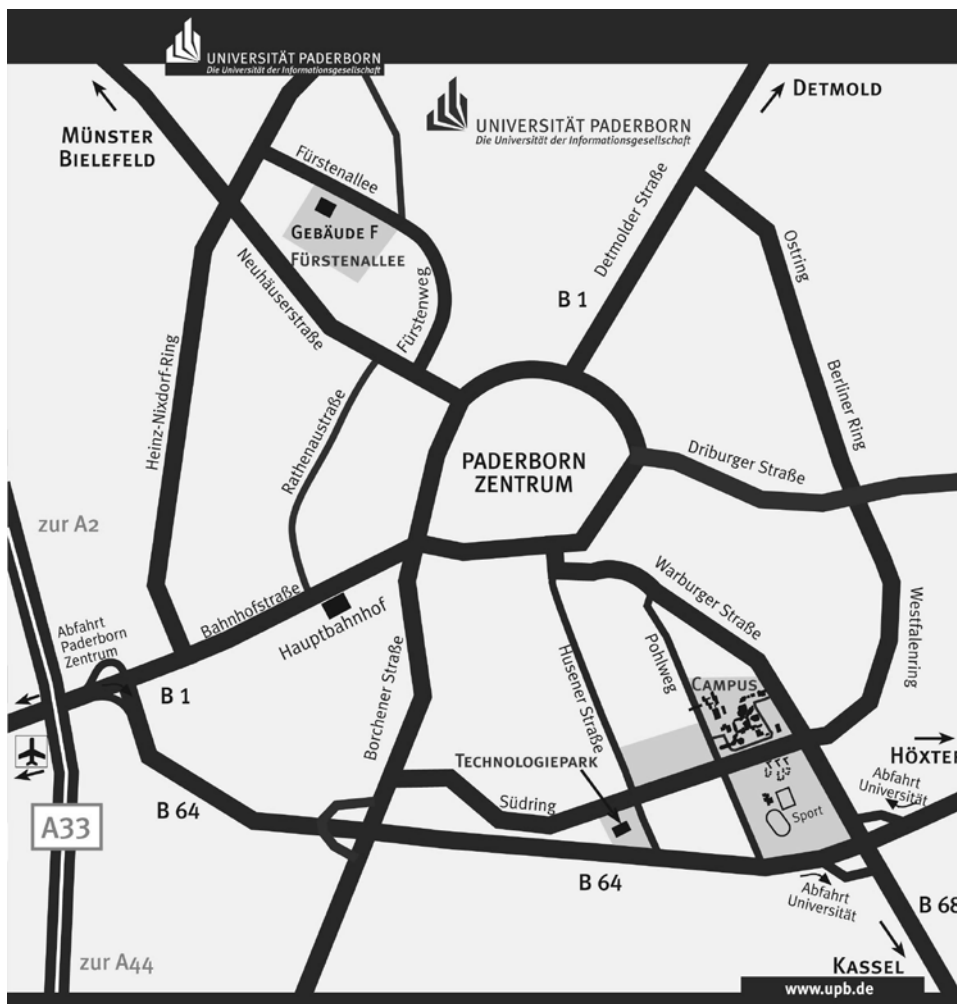 UNIVERSITÄT PADERBORN
Die Universität der Informationsgesellschaft
DETMOLD
UNIVERSITÄT PADERBORN
Die Universität der Informationsgesellschaft
MÜNSTER
BIELEFELD
Fürstenallee
Detmolder Straße
Ostring
GEBÄUDE F
FÜRSTENALLEE
Neuhäuserstraße
Fürstenweg
B 1
Heinz-Nixdorf-Ring
Rathenaustraße
Berliner Ring
Driburger Straße
PADERBORN
ZENTRUM
zur A2
Warburger Straße
Bahnhofstraße
Abfahrt
Paderborn
Zentrum
Hauptbahnhof
Westfalenring
Husener Straße
Pohlweg
Borchener Straße
CAMPUS
B 1
HÖXTER
TECHNOLOGIEPARK
Abfahrt
Universität
Südring
B 64
Sport
A33
B 64
Abfahrt
Universität
B 68
zur A44
KASSEL
www.upb.de